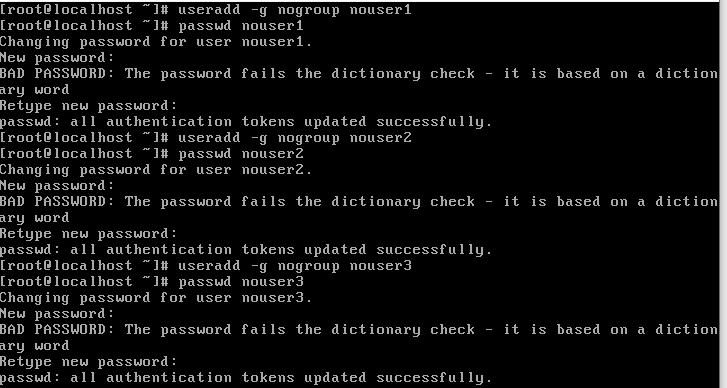 [root@localhost ~]# useradd -g nogroup nouser1
[root@localhost ~]# passwd nouser1
Changing password for user nouser1.
New password:
BAD PASSWORD: The password fails the dictionary check - it is based on a diction
ary word
Retype new password:
passwd: all authentication tokens updated successfully.
[root@localhost ~]# useradd -g nogroup nouser2
[root@localhost ~]# passwd nouser2
Changing password for user nouser2.
New password:
BAD PASSWORD: The password fails the dictionary check - it is based on a diction
ary word
Retype new password:
passwd: all authentication tokens updated successfully.
[root@localhost ~]# useradd -g nogroup nouser3
[root@localhost ~]# passwd nouser3
Changing password for user nouser3.
New password:
BAD PASSWORD: The password fails the dictionary check - it is based on a diction
ary word
Retype new password:
passwd: all authentication tokens updated successfully.